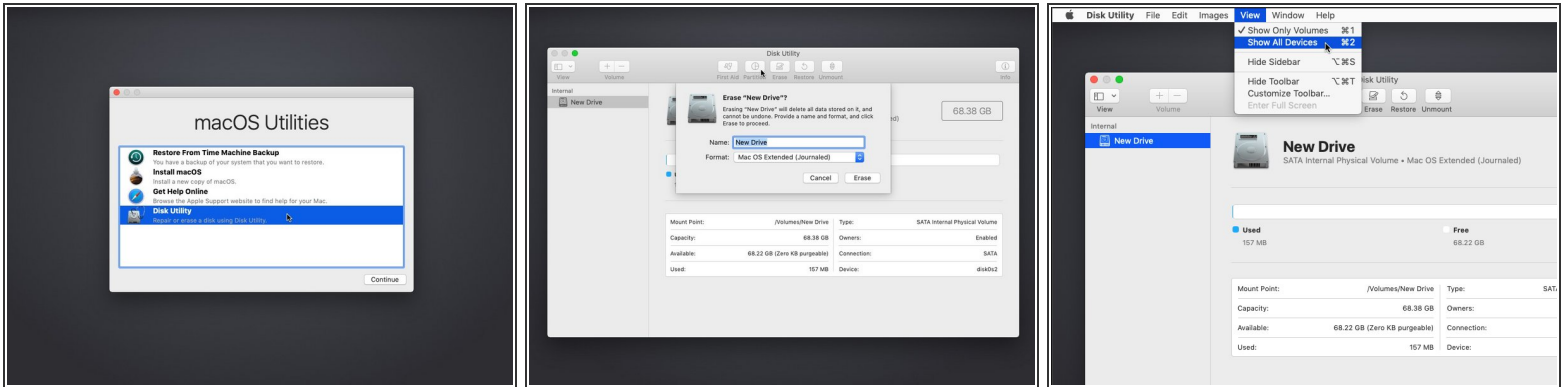 macOS Utilities
Restore From Time Machine Backup
You have a backup of your system that you want to restore.
Install macOS
Install a new copy of macOS.
Get Help Online
Browse the Apple Support website to find help for your Mac.
Disk Utility
Repair or erase a disk using Disk Utility.
Continue
Disk Utility
View Volume First Aid Partition Erase Restore Unmount Info
Internal
New Drive
Erase "New Drive"?
Erasing "New Drive" will delete all data stored on it, and
cannot be undone. Provide a name and format, and click
Erase to proceed.
Name: New Drive
Format: Mac OS Extended (Journaled)
Cancel Erase
ed)
68.38 GB
Mount Point: /Volumes/New Drive Type: SATA Internal Physical Volume
Capacity: 68.38 GB Owners: Enabled
Available: 68.22 GB (Zero KB purgeable) Connection: SATA
Used: 157 MB Device: disk0s2
Disk Utility File Edit Images View Window Help
✓ Show Only Volumes ⌘1
Show All Devices ⌘2
Hide Sidebar ⌥⌘S
Hide Toolbar ⌥⌘T
Customize Toolbar...
Enter Full Screen
isk Utility
View Volume Erase Restore Unmount
Internal
New Drive
New Drive
SATA Internal Physical Volume • Mac OS Extended (Journaled)
Used Free
157 MB 68.22 GB
Mount Point: /Volumes/New Drive Type: SATA
Capacity: 68.38 GB Owners:
Available: 68.22 GB (Zero KB purgeable) Connection:
Used: 157 MB Device: